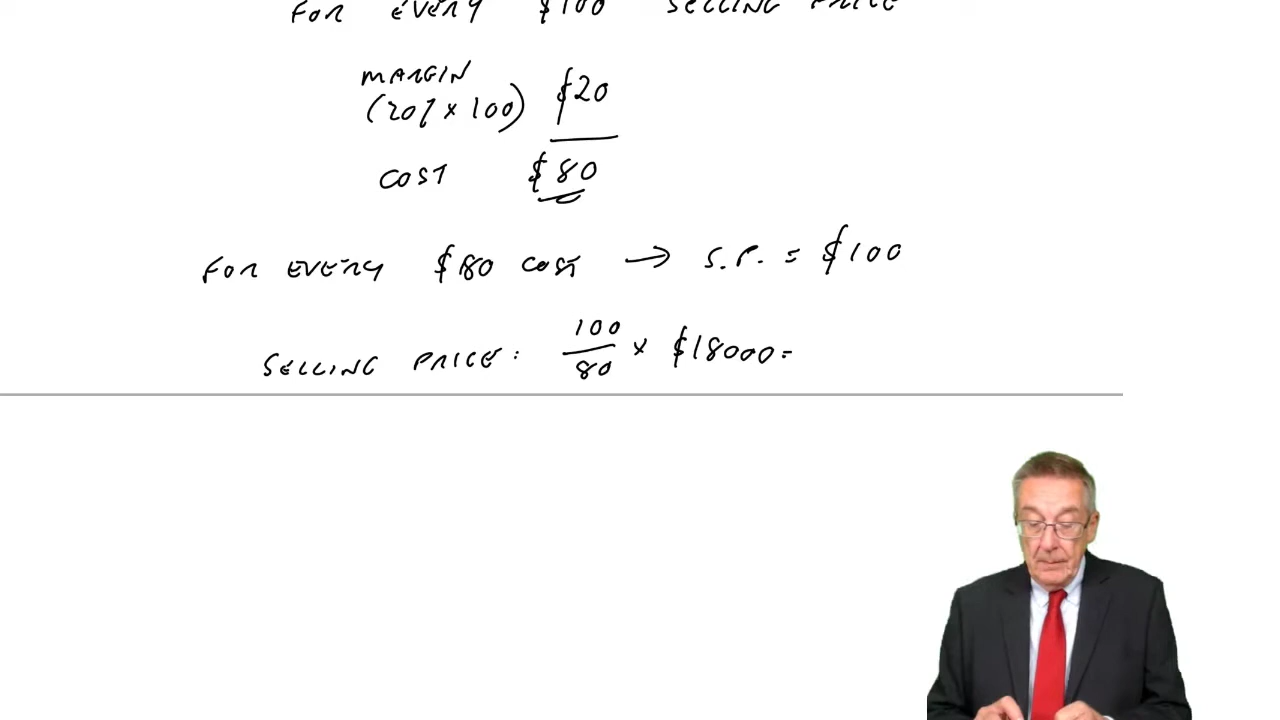 FOR EVERY $100 SELLING PRICE
MARGIN
(20% × 100) $20
COST $80
FOR EVERY $80 COST → S.P. = $100
SELLING PRICE: 100/80 × $18000=